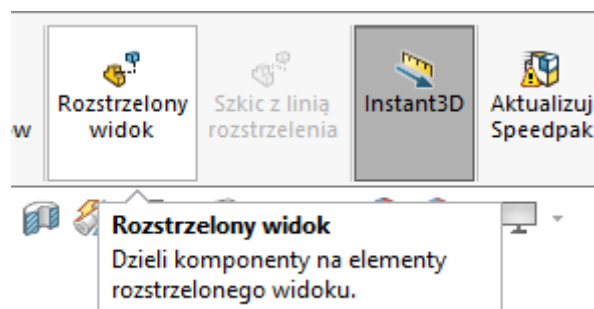 Rozstrzelony
widok
Szkic z linią
rozstrzelenia
Instant3D
Aktualizuj
Speedpak
Rozstrzelony widok
Dzieli komponenty na elementy
rozstrzelonego widoku.